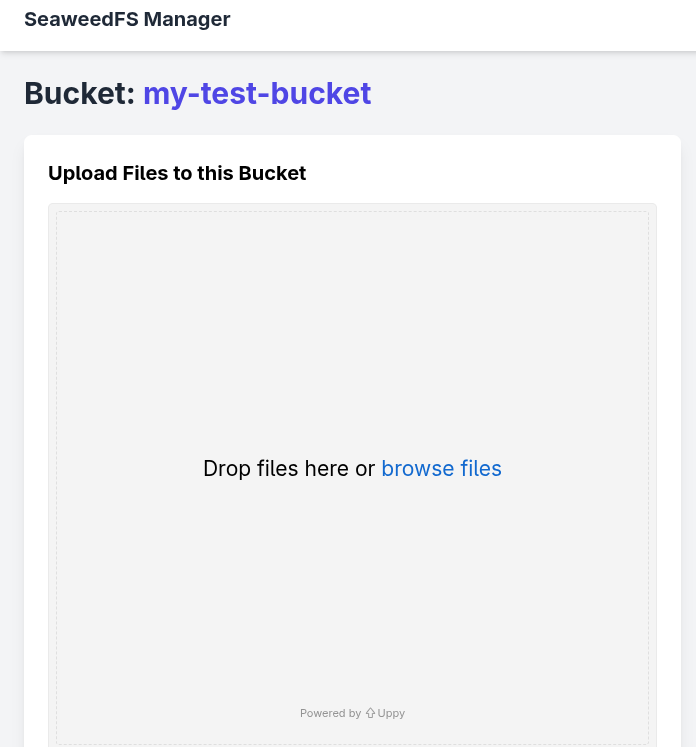 SeaweedFS Manager
Bucket: my-test-bucket
Upload Files to this Bucket
Drop files here or browse files
Powered by Uppy